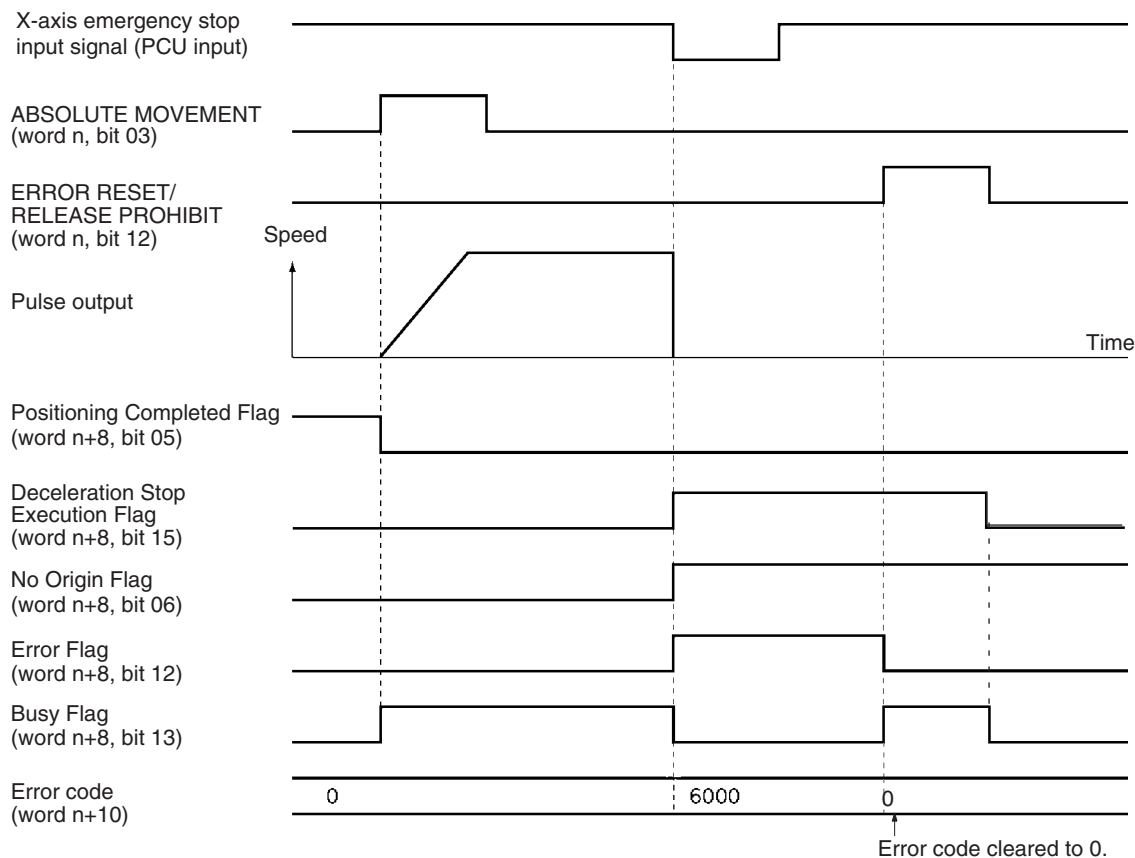 X-axis emergency stop
input signal (PCU input)
ABSOLUTE MOVEMENT
(word n, bit 03)
ERROR RESET/
RELEASE PROHIBIT
(word n, bit 12)
Speed
Pulse output
Time
Positioning Completed Flag
(word n+8, bit 05)
Deceleration Stop
Execution Flag
(word n+8, bit 15)
No Origin Flag
(word n+8, bit 06)
Error Flag
(word n+8, bit 12)
Busy Flag
(word n+8, bit 13)
Error code
(word n+10)
0 6000 0
Error code cleared to 0.